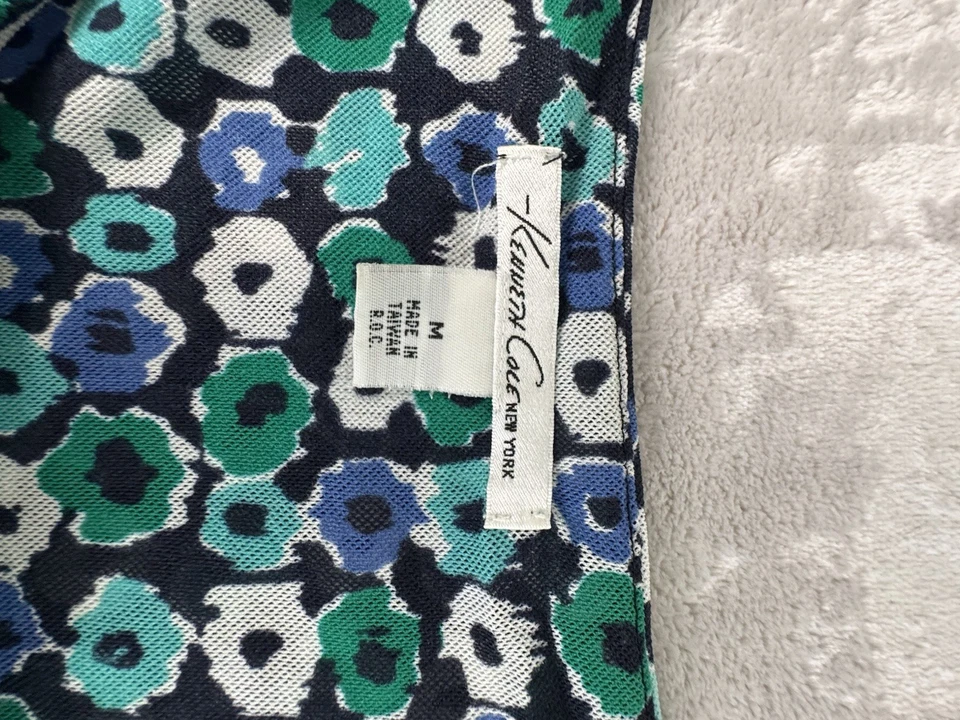 KENNETH COLE NEW YORK
M
MADE IN
TAIWAN
R.O.C.